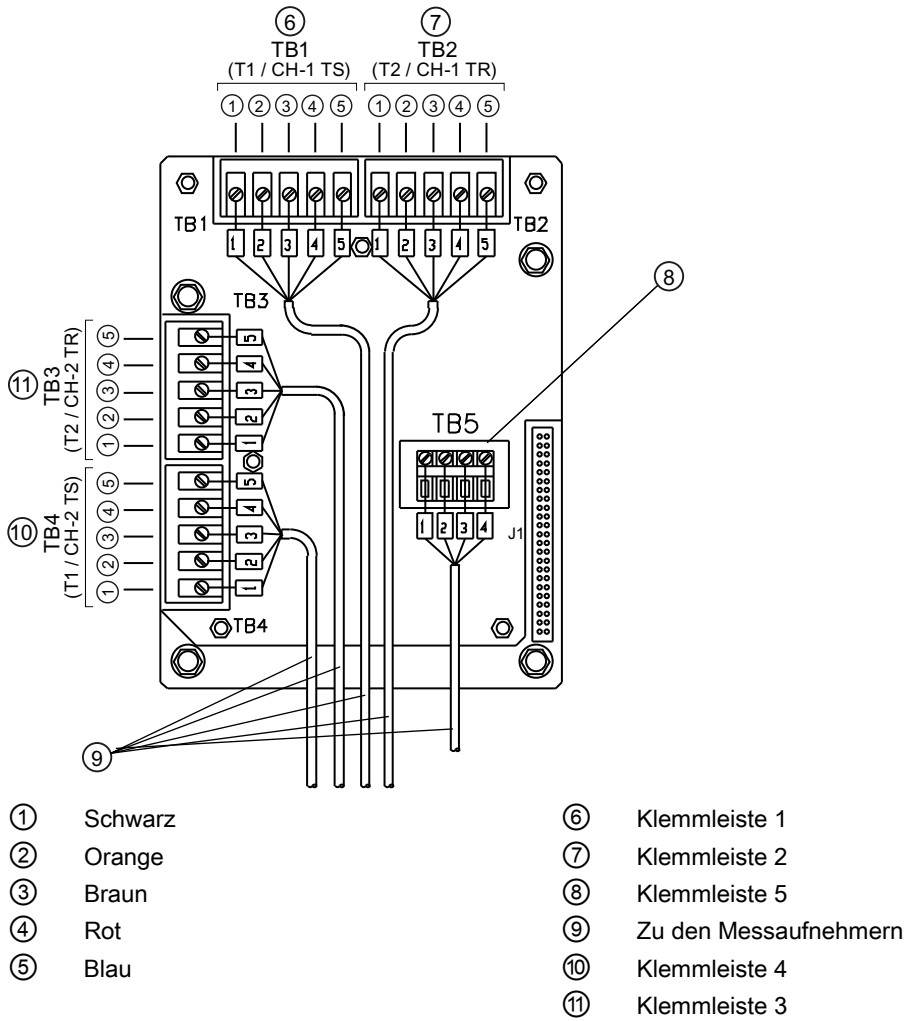 ⑥ ⑦
TB1 TB2
(T1 / CH-1 TS) (T2 / CH-1 TR)
① ② ③ ④ ⑤ ① ② ③ ④ ⑤
TB1 TB2
1 2 3 4 5 1 2 3 4 5
TB3
⑧
⑪ TB3
(T2 / CH-2 TR)
⑤ 5
④ 4
③ 3
② 2
① 1
TB5
1 2 3 4
J1
⑩ TB4
(T1 / CH-2 TS)
⑤ 5
④ 4
③ 3
② 2
① 1
TB4
⑨
① Schwarz
② Orange
③ Braun
④ Rot
⑤ Blau
⑥ Klemmleiste 1
⑦ Klemmleiste 2
⑧ Klemmleiste 5
⑨ Zu den Messaufnehmern
⑩ Klemmleiste 4
⑪ Klemmleiste 3